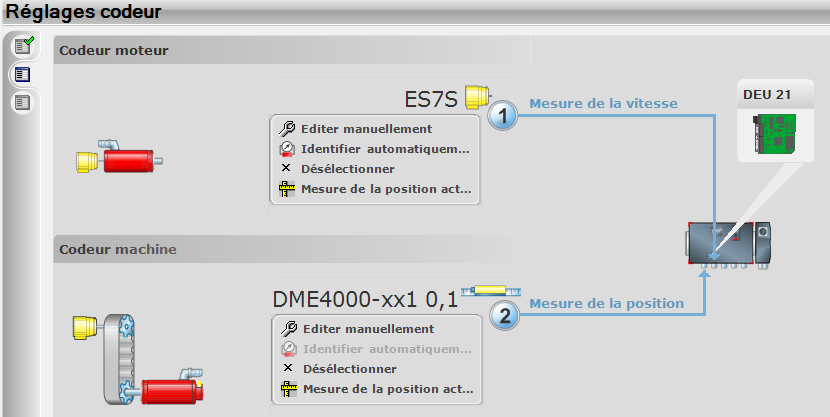 Réglages codeur
Codeur moteur
ES7S
1
Mesure de la vitesse
DEU 21
Editer manuellement
Identifier automatiquem...
Désélectionner
Mesure de la position act...
Codeur machine
DME4000-xx1 0,1
2
Mesure de la position
Editer manuellement
Identifier automatiquem...
Désélectionner
Mesure de la position act...